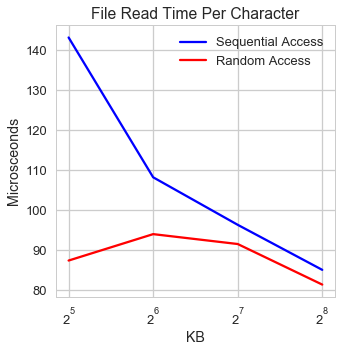 File Read Time Per Character
Sequential Access
Random Access
Microsceonds
140
130
120
110
100
90
80
2^5 2^6 2^7 2^8
KB